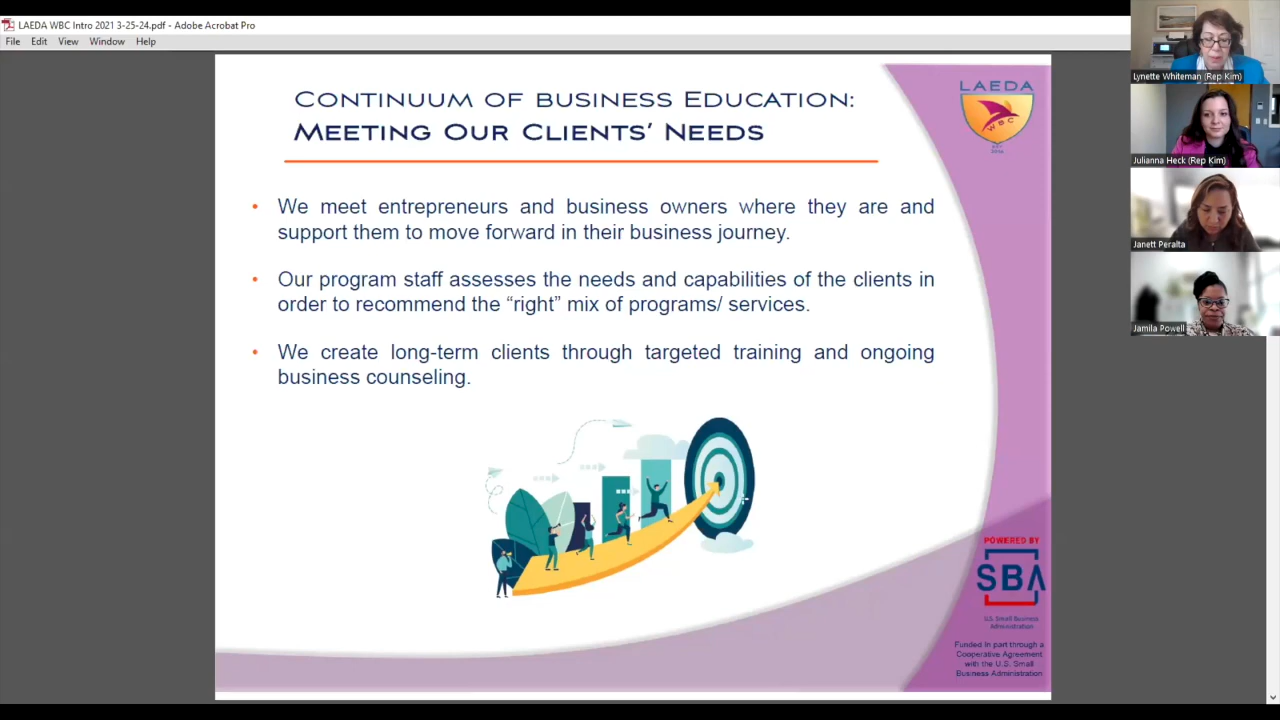 LAEDA WBC Intro 2021 3-25-24.pdf - Adobe Acrobat Pro
File Edit View Window Help
CONTINUUM OF BUSINESS EDUCATION:
MEETING OUR CLIENTS' NEEDS
• We meet entrepreneurs and business owners where they are and
support them to move forward in their business journey.
• Our program staff assesses the needs and capabilities of the clients in
order to recommend the “right” mix of programs/ services.
• We create long-term clients through targeted training and ongoing
business counseling.
LAEDA
WBC
POWERED BY
SBA
U.S. Small Business
Administration
Funded in part through a
Cooperative Agreement
with the U.S. Small
Business Administration
Lynette Whiteman (Rep Kim)
Julianna Heck (Rep Kim)
Janett Peralta
Jamila Powell